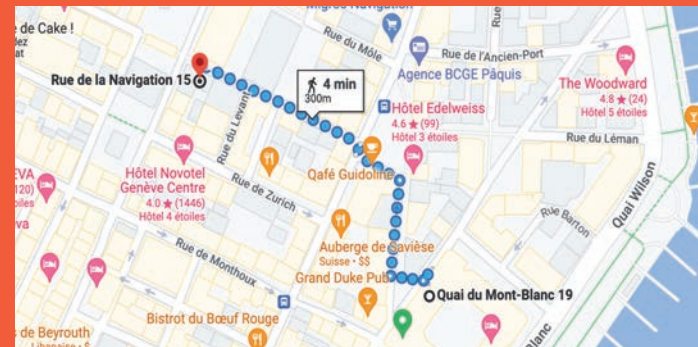 Migros Navigation
de Cake !
Rue du Môle
Rue de l'Ancien-Port
Agence BCGE Pâquis
Rue de la Navigation 15
4 min
300m
The Woodward
4.8 ★ (24)
Hôtel 5 étoiles
Hôtel Edelweiss
4.6 ★ (99)
Hôtel 3 étoiles
Rue du Levant
Rue du Léman
Qafé Guidoline
Hôtel Novotel
Genève Centre
4.0 ★ (1446)
Hôtel 4 étoiles
EVA
120)
Rue de Zurich
Quai Wilson
Rue Barton
Auberge de Savièse
Suisse • $$
Rue de Monthoux
Grand Duke Pub
Quai du Mont-Blanc 19
Bistrot du Bœuf Rouge
Blanc
de Beyrouth
Libanaise • $